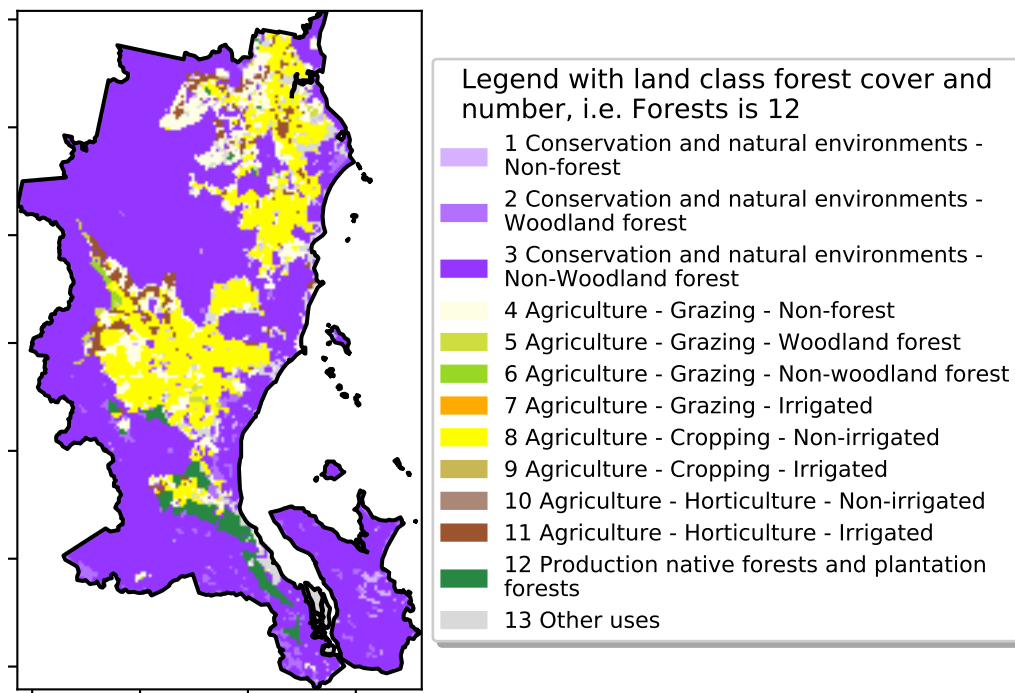 Legend with land class forest cover and
number, i.e. Forests is 12
1 Conservation and natural environments -
Non-forest
2 Conservation and natural environments -
Woodland forest
3 Conservation and natural environments -
Non-Woodland forest
4 Agriculture - Grazing - Non-forest
5 Agriculture - Grazing - Woodland forest
6 Agriculture - Grazing - Non-woodland forest
7 Agriculture - Grazing - Irrigated
8 Agriculture - Cropping - Non-irrigated
9 Agriculture - Cropping - Irrigated
10 Agriculture - Horticulture - Non-irrigated
11 Agriculture - Horticulture - Irrigated
12 Production native forests and plantation
forests
13 Other uses